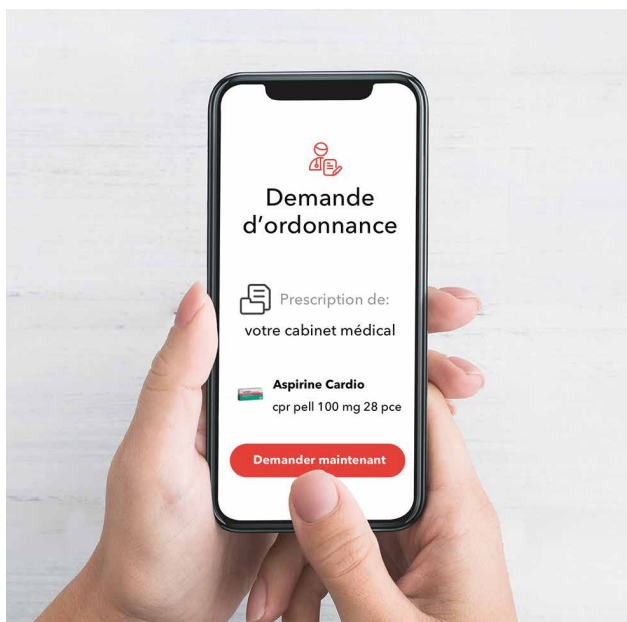 Demande
d’ordonnance
Prescription de:
votre cabinet médical
Aspirine Cardio
cpr pell 100 mg 28 pce
Demander maintenant